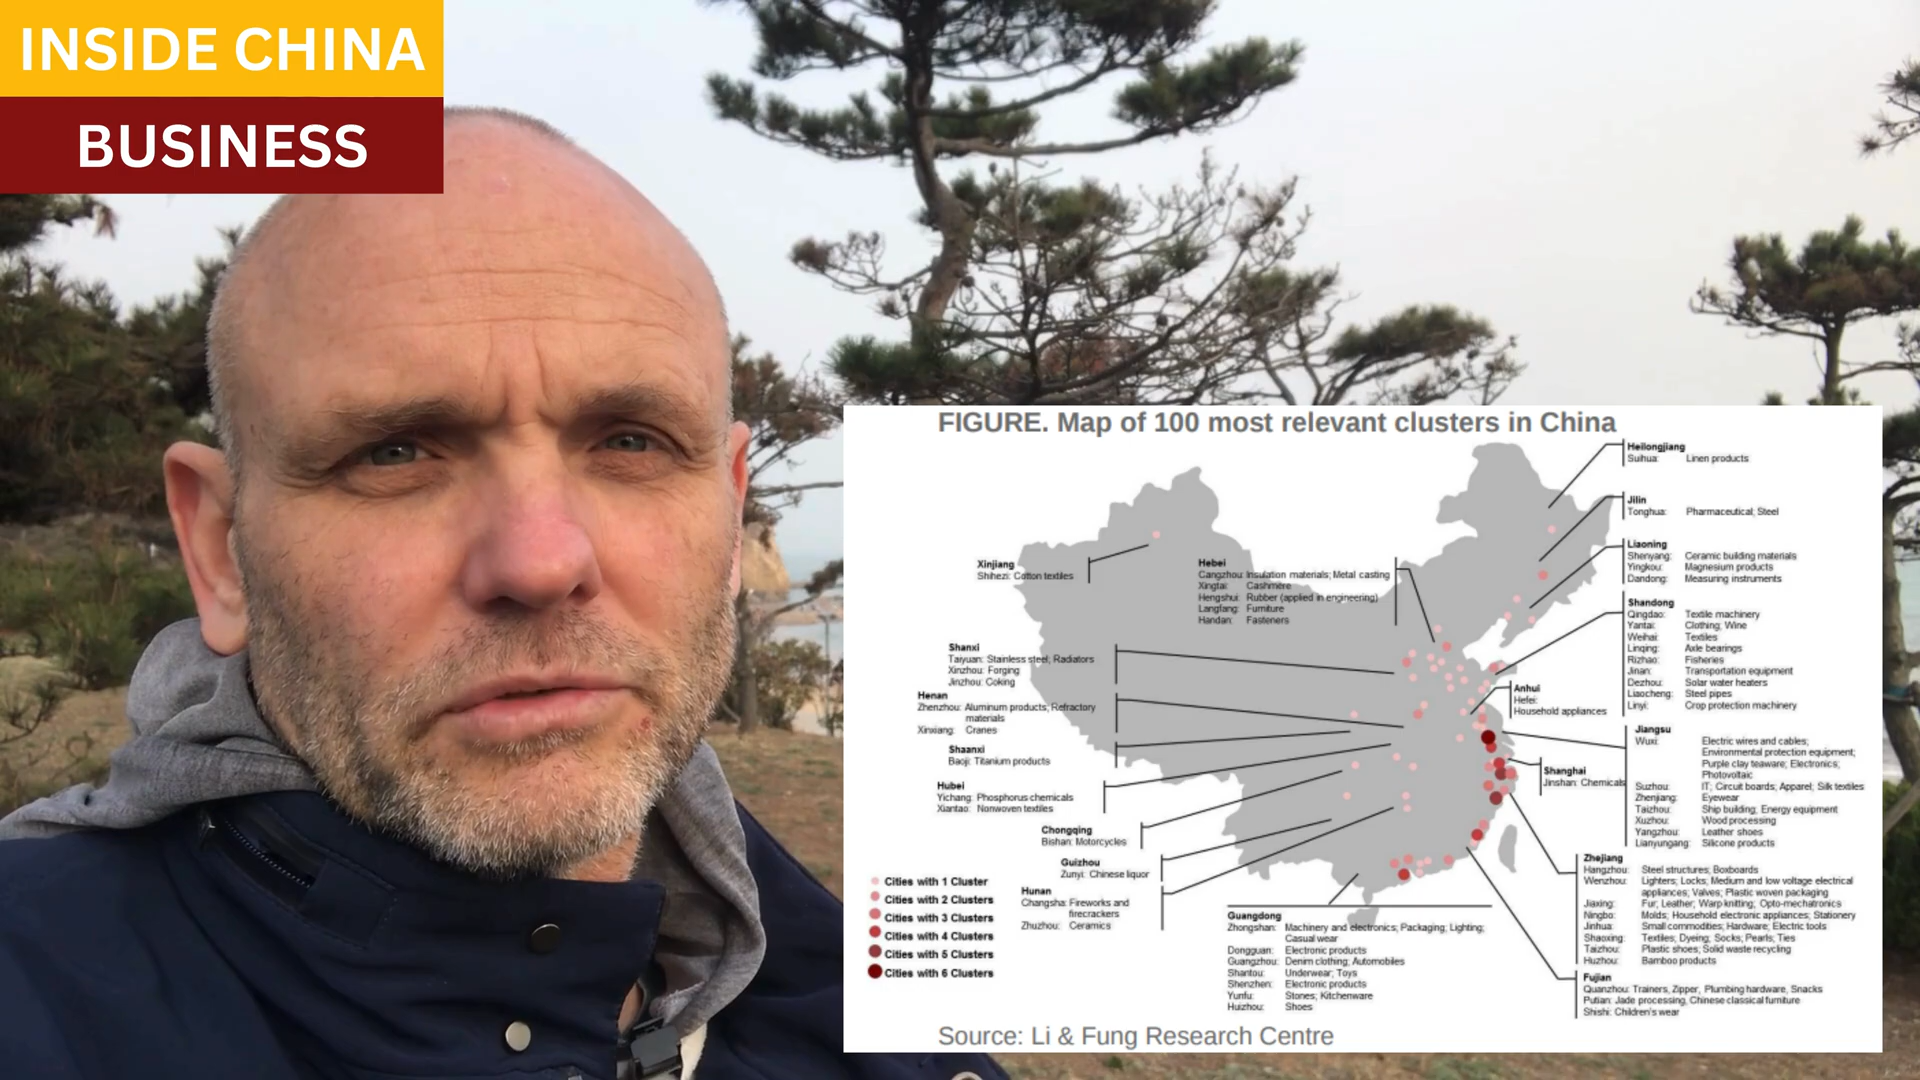 INSIDE CHINA
BUSINESS
FIGURE. Map of 100 most relevant clusters in China
Heilongjiang
Suihua: Linen products
Jilin
Tonghua: Pharmaceutical; Steel
Liaoning
Shenyang: Ceramic building materials
Yingkou: Magnesium products
Dandong: Measuring instruments
Shandong
Qingdao: Textile machinery
Yantai: Clothing; Wine
Weihai: Textiles
Linqing: Axle bearings
Rizhao: Fisheries
Jinan: Transportation equipment
Dezhou: Solar water heaters
Liaocheng: Steel pipes
Linyi: Crop protection machinery
Xinjiang
Shihezi: Cotton textiles
Hebei
Cangzhou: Insulation materials; Metal casting
Xingtai: Cashmere
Hengshui: Rubber (applied in engineering)
Langfang: Furniture
Handan: Fasteners
Shanxi
Taiyuan: Stainless steel; Radiators
Xinzhou: Forging
Jinzhou: Coking
Henan
Zhenzhou: Aluminum products; Refractory
materials
Xinxiang: Cranes
Shaanxi
Baoji: Titanium products
Hubei
Yichang: Phosphorus chemicals
Xiantao: Nonwoven textiles
Chongqing
Bishan: Motorcycles
Guizhou
Zunyi: Chinese liquor
Hunan
Changsha: Fireworks and
firecrackers
Zhuzhou: Ceramics
Anhui
Hefei:
Household appliances
Jiangsu
Wuxi: Electric wires and cables;
Environmental protection equipment;
Purple clay teaware; Electronics;
Photovoltaic
Suzhou: IT; Circuit boards; Apparel; Silk textiles
Zhenjiang: Eyewear
Taizhou: Ship building; Energy equipment
Xuzhou: Wood processing
Yangzhou: Leather shoes
Lianyungang: Silicone products
Shanghai
Jinshan: Chemicals
Zhejiang
Hangzhou: Steel structures; Boxboards
Wenzhou: Lighters; Locks; Medium and low voltage electrical
appliances; Valves; Plastic woven packaging
Jiaxing: Fur; Leather; Warp knitting; Opto-mechatronics
Ningbo: Molds; Household electronic appliances; Stationery
Jinhua: Small commodities; Hardware; Electric tools
Shaoxing: Textiles; Dyeing; Socks; Pearls; Ties
Taizhou: Plastic shoes; Solid waste recycling
Huzhou: Bamboo products
Fujian
Quanzhou: Trainers, Zipper, Plumbing hardware, Snacks
Putian: Jade processing, Chinese classical furniture
Shishi: Children's wear
Guangdong
Zhongshan: Machinery and electronics; Packaging; Lighting;
Casual wear
Dongguan: Electronic products
Guangzhou: Denim clothing; Automobiles
Shantou: Underwear; Toys
Shenzhen: Electronic products
Yunfu: Stones; Kitchenware
Huizhou: Shoes
Cities with 1 Cluster
Cities with 2 Clusters
Cities with 3 Clusters
Cities with 4 Clusters
Cities with 5 Clusters
Cities with 6 Clusters
Source: Li & Fung Research Centre